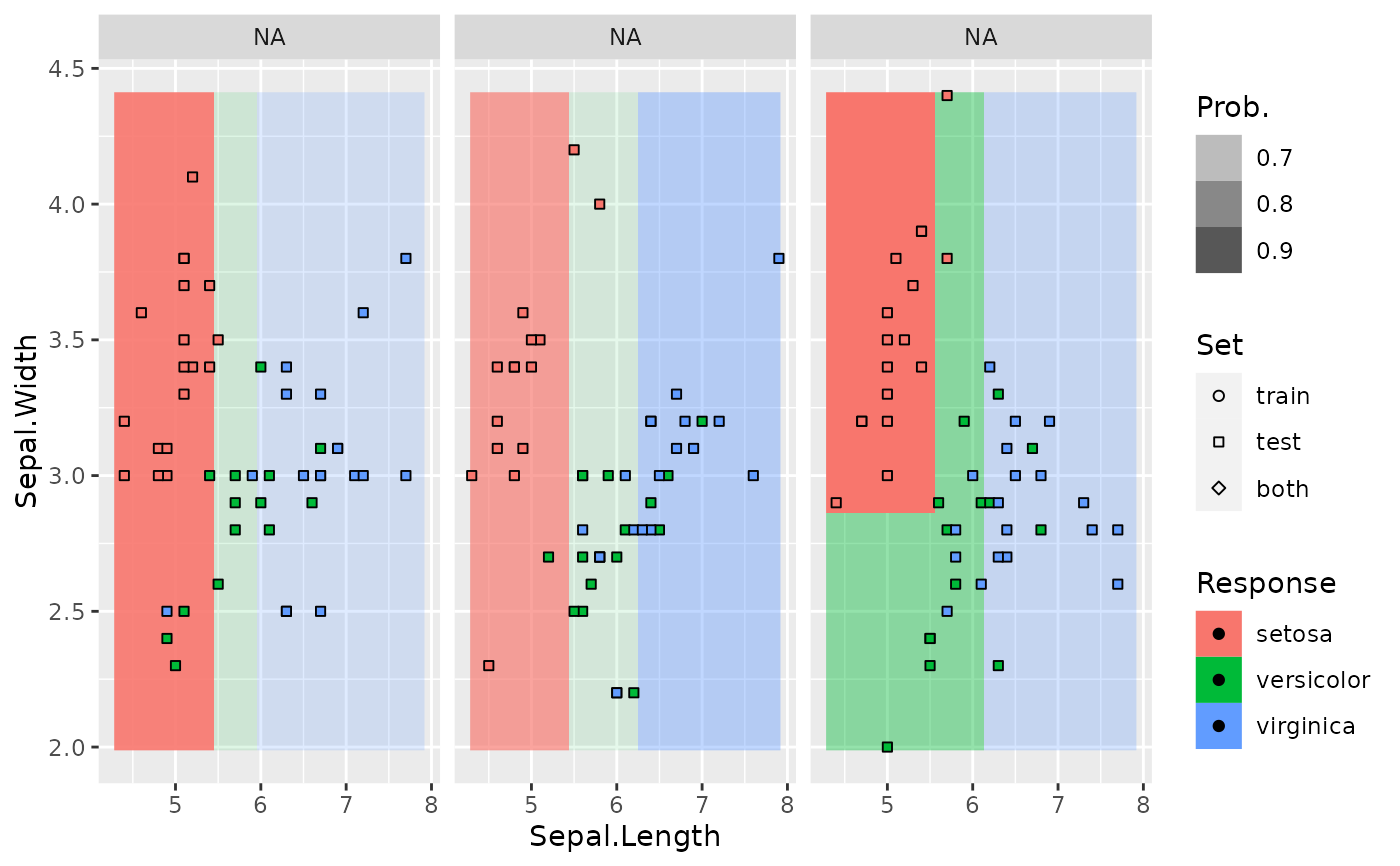 NA NA NA
4.5
4.0
3.5
3.0
2.5
2.0
Sepal.Width
5 6 7 8 5 6 7 8 5 6 7 8
Sepal.Length
Prob.
0.7
0.8
0.9
Set
train
test
both
Response
setosa
versicolor
virginica